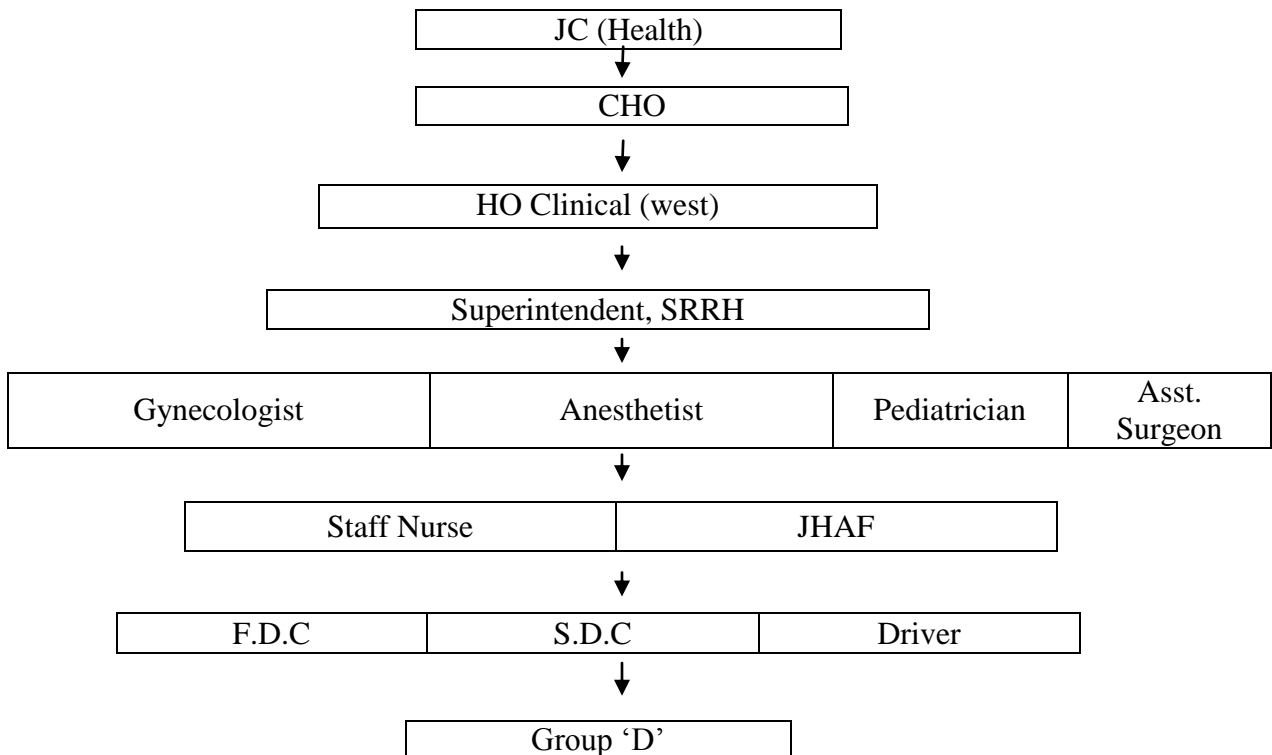 JC (Health)
CHO
HO Clinical (west)
Superintendent, SRRH
Gynecologist Anesthetist Pediatrician Asst. Surgeon
Staff Nurse JHAF
F.D.C S.D.C Driver
Group ‘D’